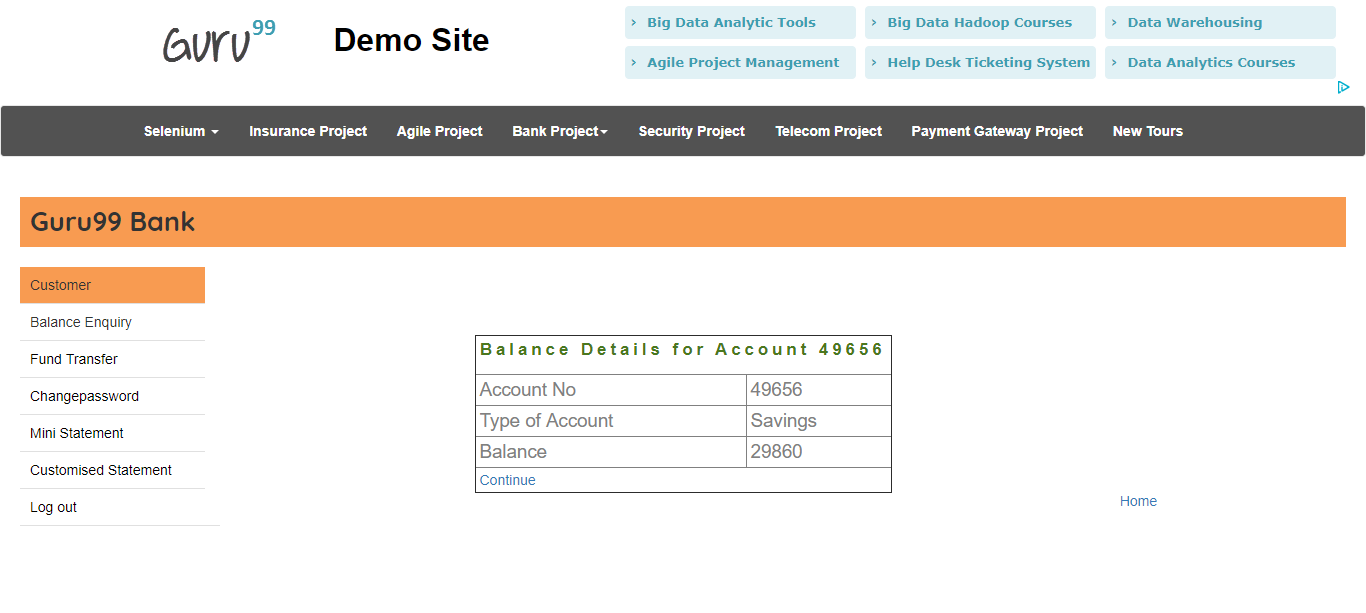 Guru99
Demo Site
› Big Data Analytic Tools › Big Data Hadoop Courses › Data Warehousing
› Agile Project Management › Help Desk Ticketing System › Data Analytics Courses
Selenium Insurance Project Agile Project Bank Project Security Project Telecom Project Payment Gateway Project New Tours
Guru99 Bank
Customer
Balance Enquiry
Fund Transfer
Changepassword
Mini Statement
Customised Statement
Log out
Balance Details for Account 49656
Account No 49656
Type of Account Savings
Balance 29860
Continue
Home